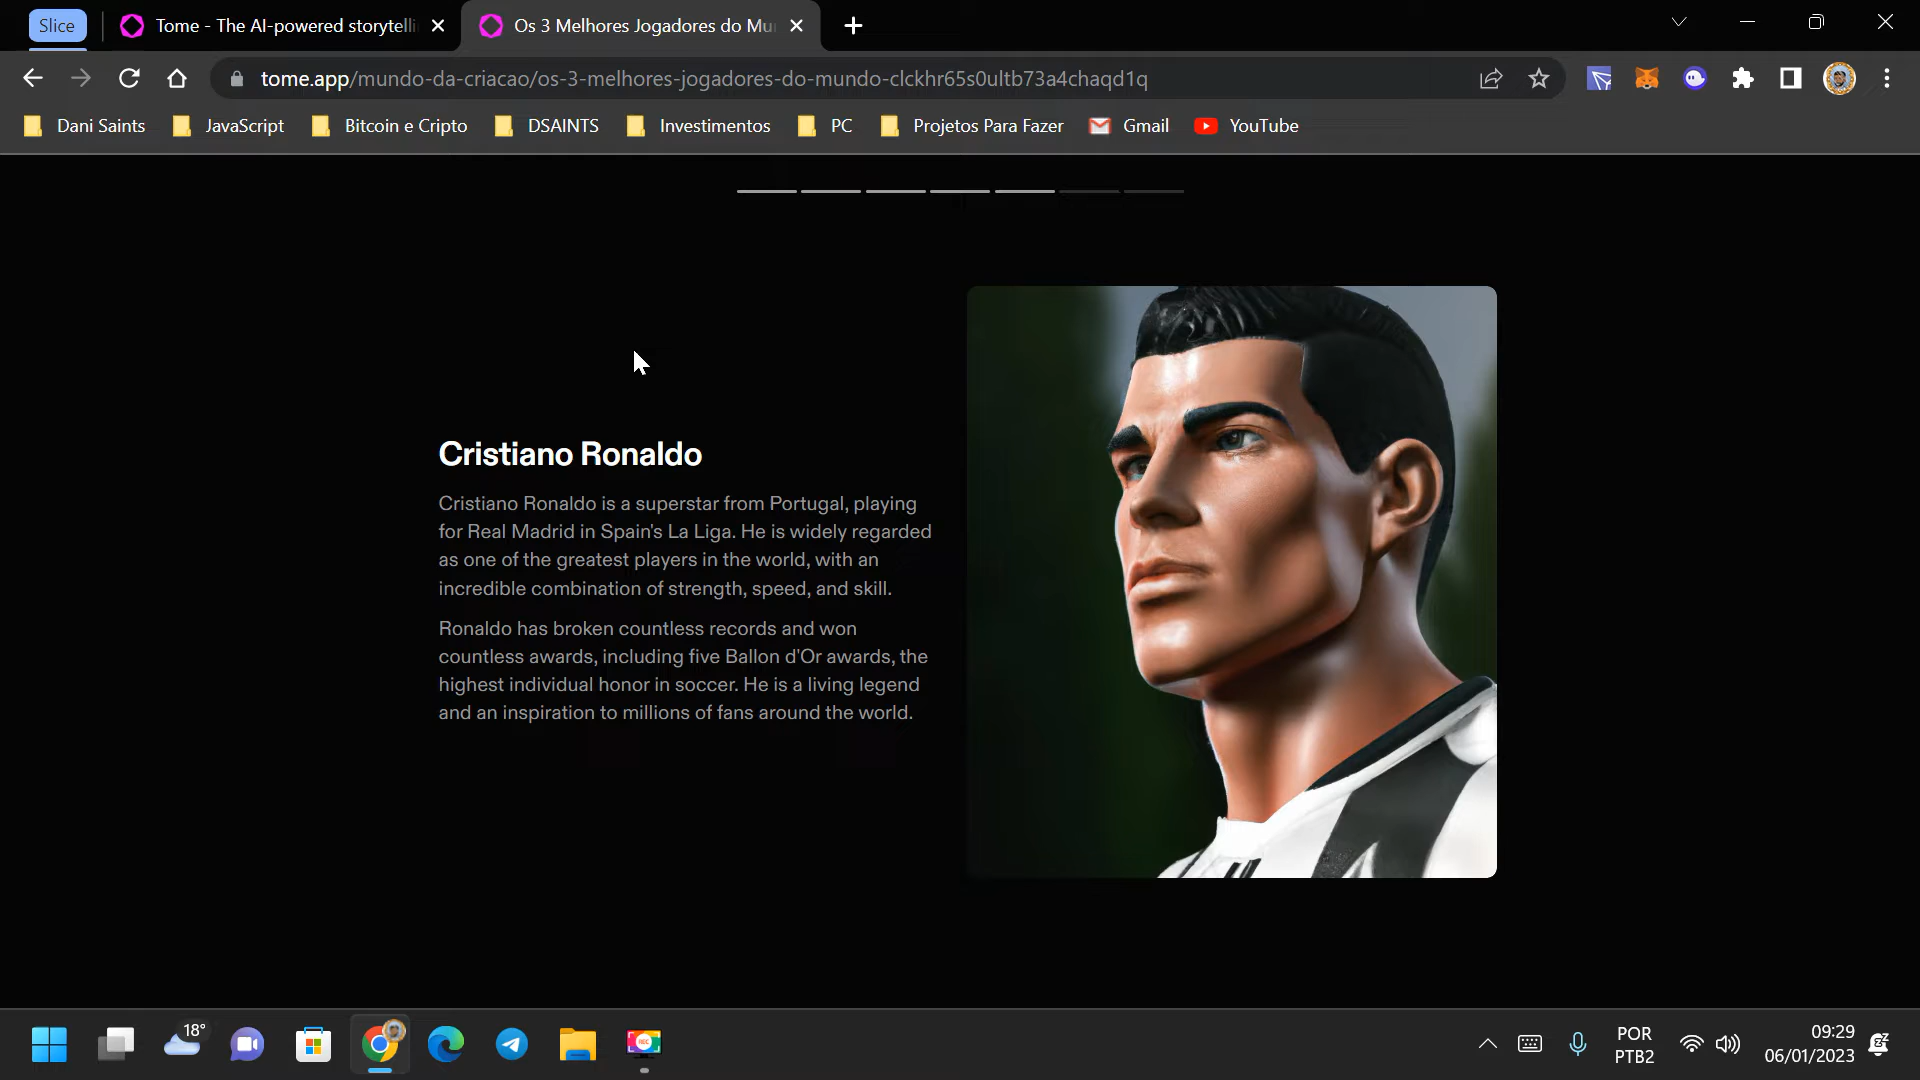 Slice
Tome - The AI-powered storytelli
Os 3 Melhores Jogadores do Mu
tome.app/mundo-da-criacao/os-3-melhores-jogadores-do-mundo-clckhr65s0ultb73a4chaqd1q
Dani Saints
JavaScript
Bitcoin e Cripto
DSAINTS
Investimentos
PC
Projetos Para Fazer
Gmail
YouTube
Cristiano Ronaldo
Cristiano Ronaldo is a superstar from Portugal, playing
for Real Madrid in Spain's La Liga. He is widely regarded
as one of the greatest players in the world, with an
incredible combination of strength, speed, and skill.
Ronaldo has broken countless records and won
countless awards, including five Ballon d'Or awards, the
highest individual honor in soccer. He is a living legend
and an inspiration to millions of fans around the world.
18°
POR
PTB2
09:29
06/01/2023